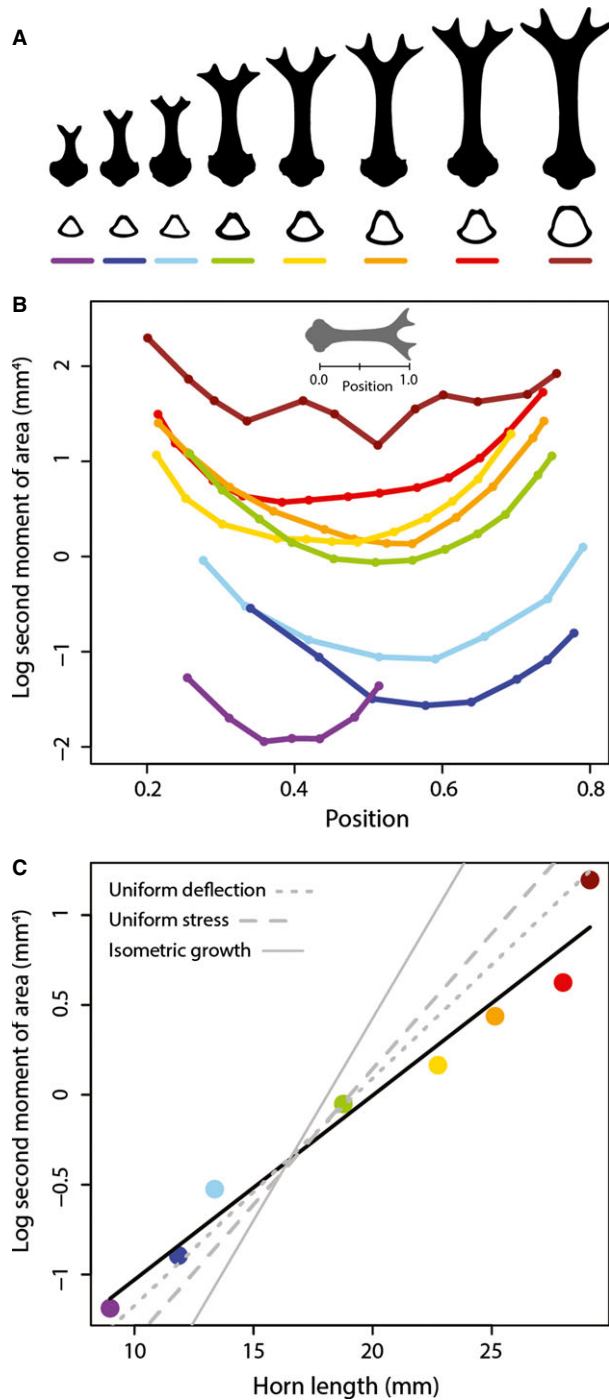 A
B
Log second moment of area (mm⁴)
2
1
0
−1
−2
0.0
1.0
Position
0.2
0.4
0.6
0.8
Position
C
Uniform deflection
Uniform stress
Isometric growth
Log second moment of area (mm⁴)
1
0.5
0
−0.5
−1
10
15
20
25
Horn length (mm)